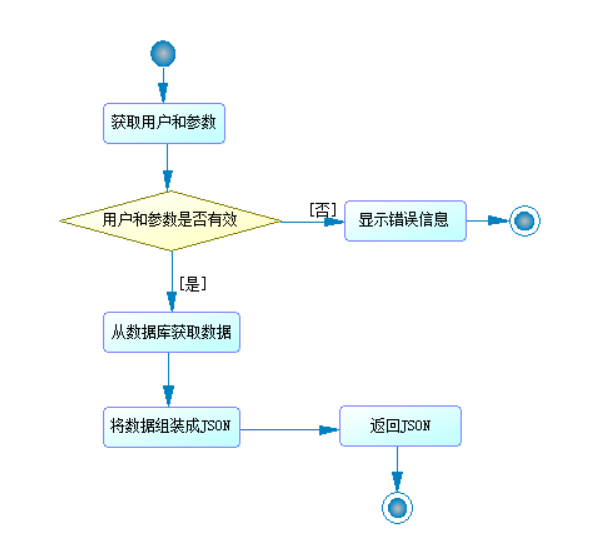 获取用户和参数
用户和参数是否有效
[否]
显示错误信息
[是]
从数据库获取数据
将数据组装成JSON
返回JSON